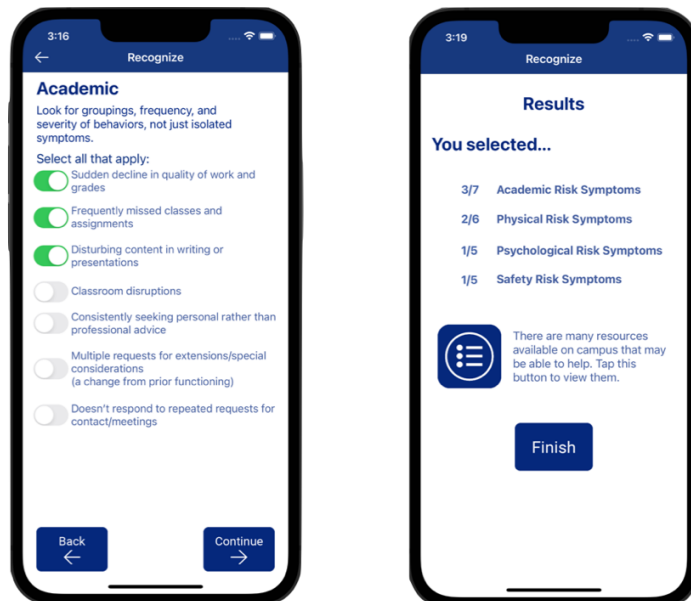 3:16
Recognize
Academic
Look for groupings, frequency, and
severity of behaviors, not just isolated
symptoms.
Select all that apply:
Sudden decline in quality of work and
grades
Frequently missed classes and
assignments
Disturbing content in writing or
presentations
Classroom disruptions
Consistently seeking personal rather than
professional advice
Multiple requests for extensions/special
considerations
(a change from prior functioning)
Doesn't respond to repeated requests for
contact/meetings
Back
Continue
3:19
Recognize
Results
You selected...
3/7 Academic Risk Symptoms
2/6 Physical Risk Symptoms
1/5 Psychological Risk Symptoms
1/5 Safety Risk Symptoms
There are many resources
available on campus that may
be able to help. Tap this
button to view them.
Finish